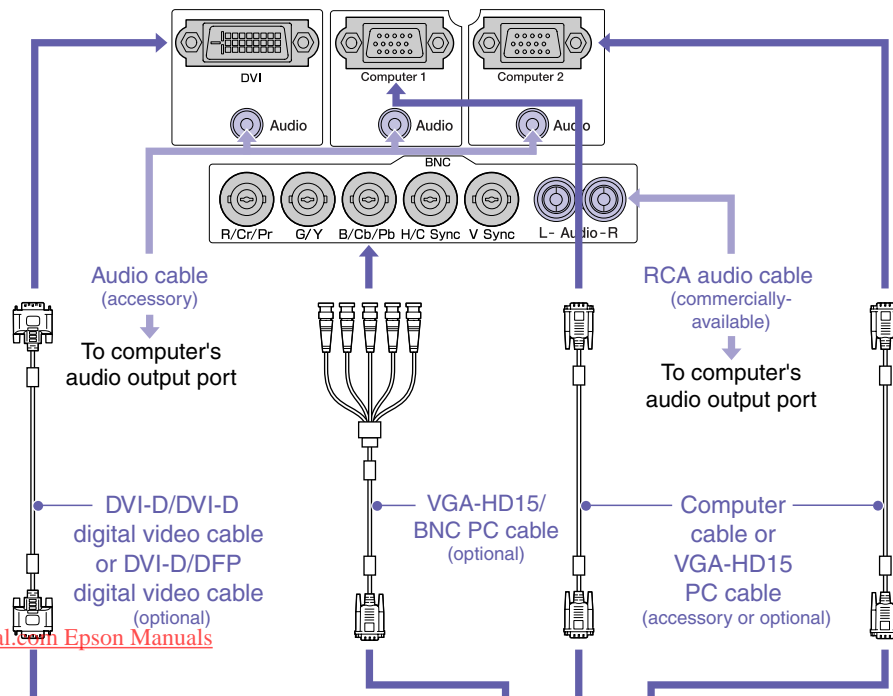 DVI
Computer 1
Computer 2
Audio
Audio
Audio
BNC
R/Cr/Pr
G/Y
B/Cb/Pb
H/C Sync
V Sync
L- Audio -R
Audio cable
(accessory)
To computer's
audio output port
RCA audio cable
(commercially-
available)
To computer's
audio output port
DVI-D/DVI-D
digital video cable
or DVI-D/DFP
digital video cable
(optional)
VGA-HD15/
BNC PC cable
(optional)
Computer
cable or
VGA-HD15
PC cable
(accessory or optional)
al.com Epson Manuals